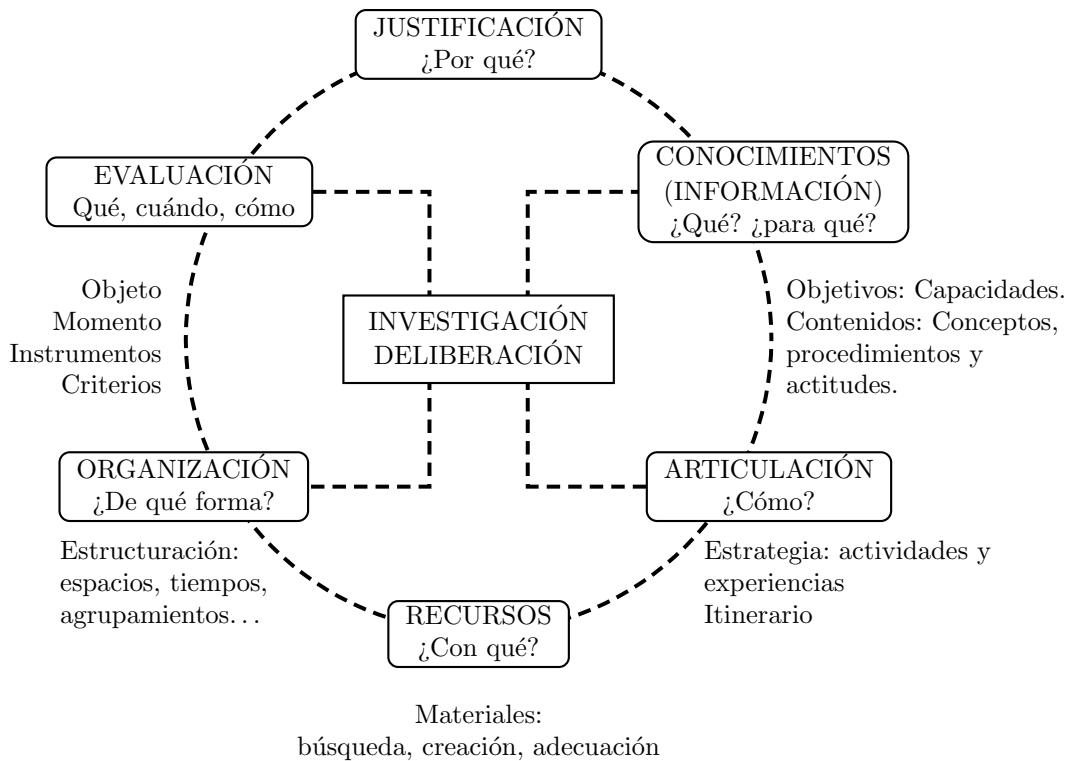 JUSTIFICACIÓN
¿Por qué?
CONOCIMIENTOS
(INFORMACIÓN)
¿Qué? ¿para qué?
EVALUACIÓN
Qué, cuándo, cómo
Objeto
Momento
Instrumentos
Criterios
INVESTIGACIÓN
DELIBERACIÓN
Objetivos: Capacidades.
Contenidos: Conceptos,
procedimientos y
actitudes.
ORGANIZACIÓN
¿De qué forma?
Estructuración:
espacios, tiempos,
agrupamientos...
ARTICULACIÓN
¿Cómo?
Estrategia: actividades y
experiencias
Itinerario
RECURSOS
¿Con qué?
Materiales:
búsqueda, creación, adecuación